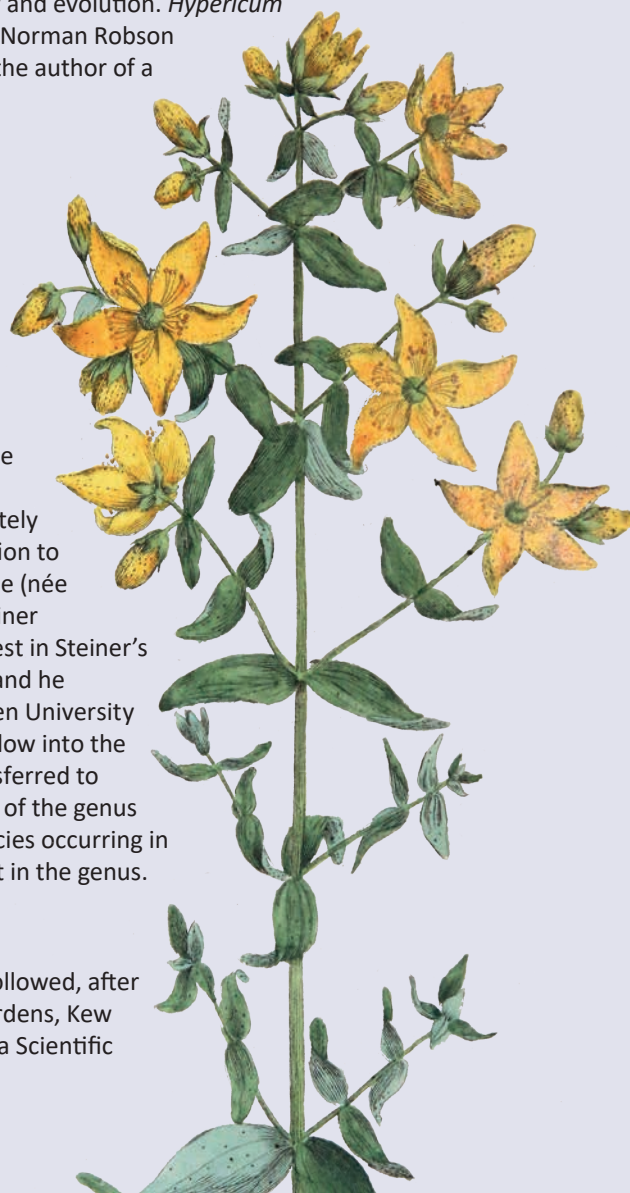 and evolution. Hypericum
Norman Robson
the author of a
e
tely
ion to
e (née
iner
est in Steiner’s
and he
en University
low into the
sferred to
of the genus
cies occurring in
t in the genus.
ollowed, after
rdens, Kew
a Scientific